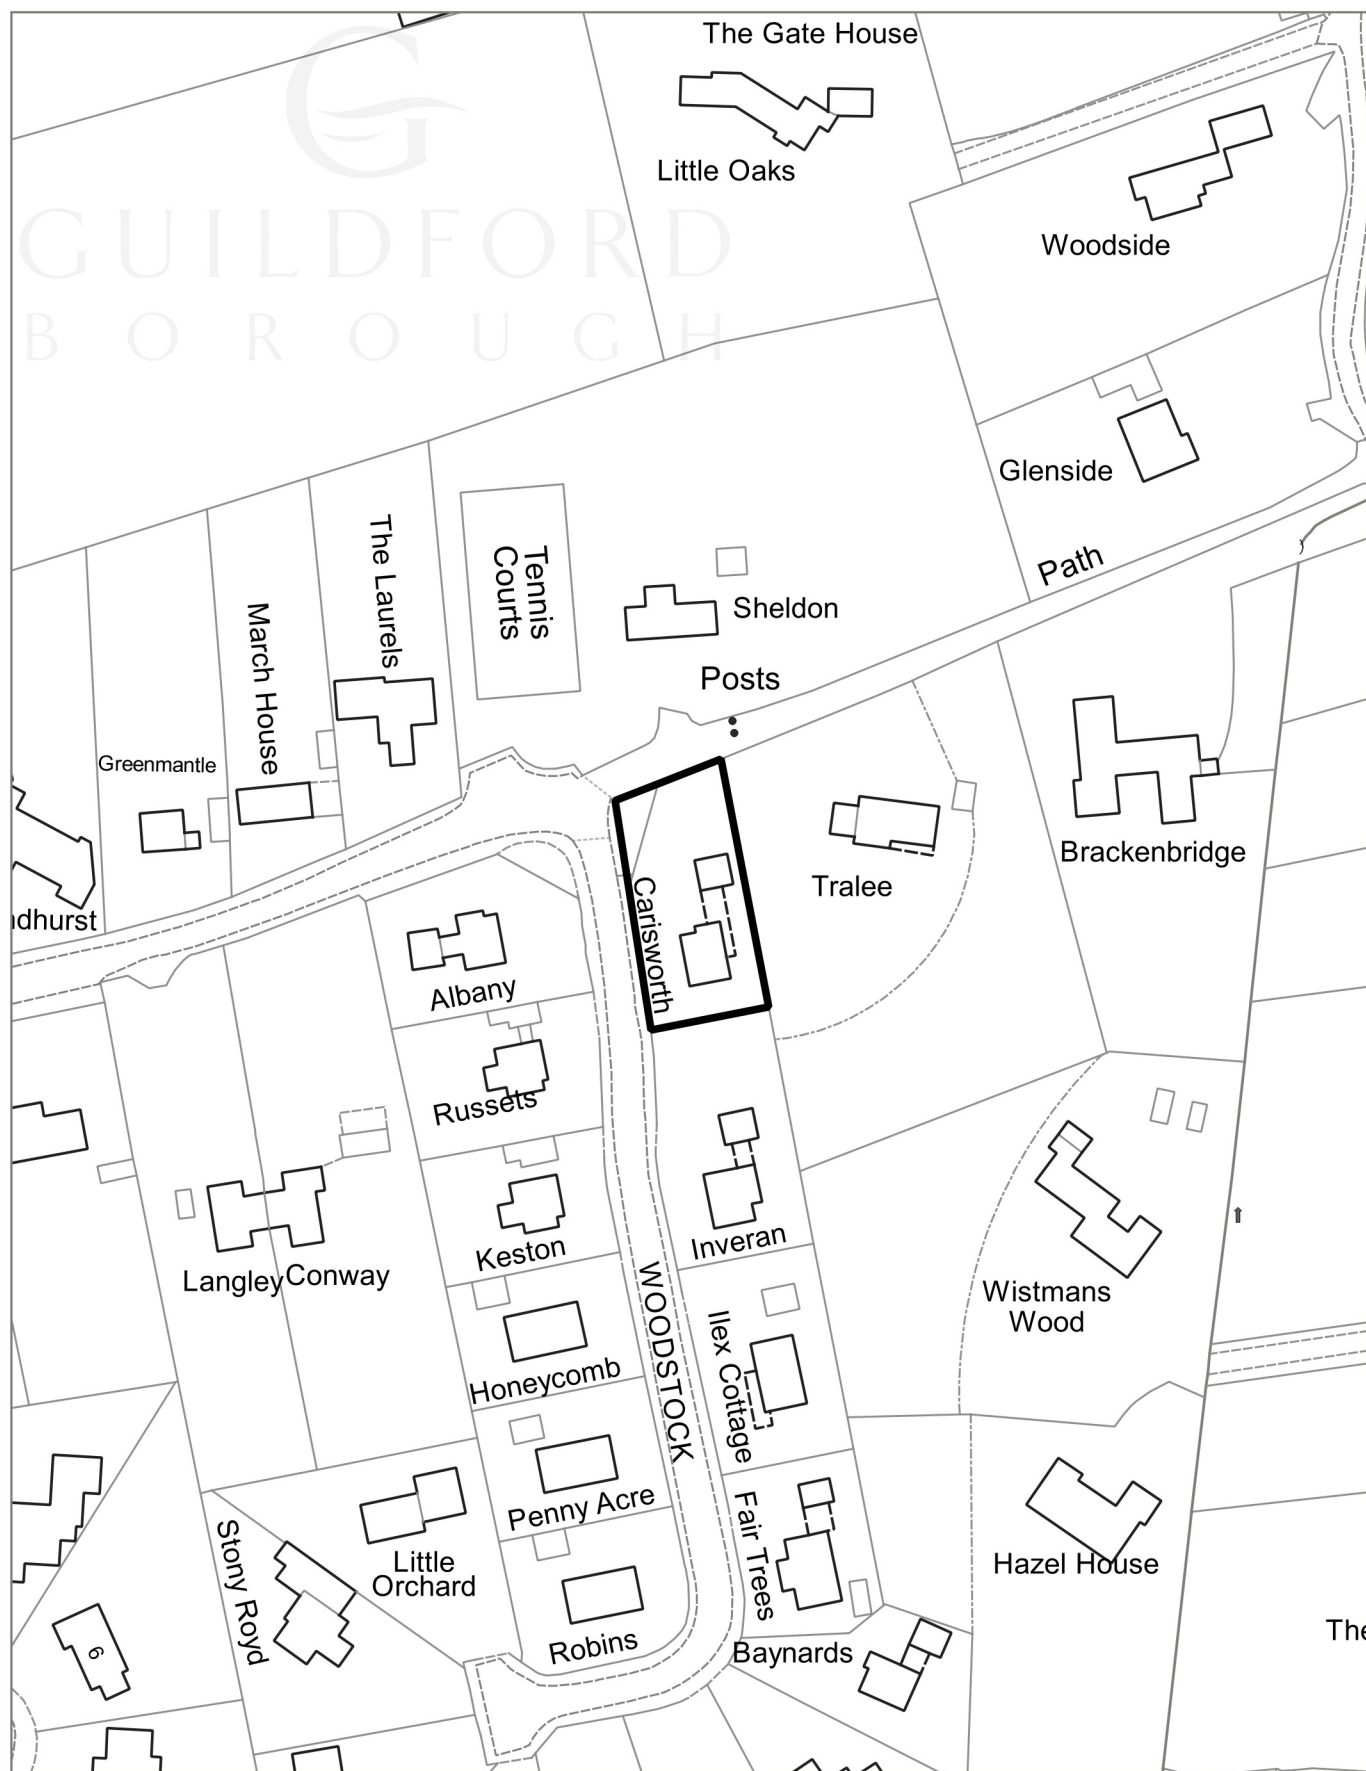 The Gate House
Little Oaks
GUILDFORD
BOROUGH
Woodside
Glenside
Path
The Laurels
Tennis
Courts
March House
Sheldon
Posts
Greenmantle
Tralee
Brackenbridge
dhurst
Carisworth
Albany
Russets
Keston
Inveran
Langley
Conway
Wistmans
Wood
WOODSTOCK
Ilex Cottage
Honeycomb
Penny Acre
Fair Trees
Stony Royd
Little
Orchard
Hazel House
6
Robins
Baynards
The